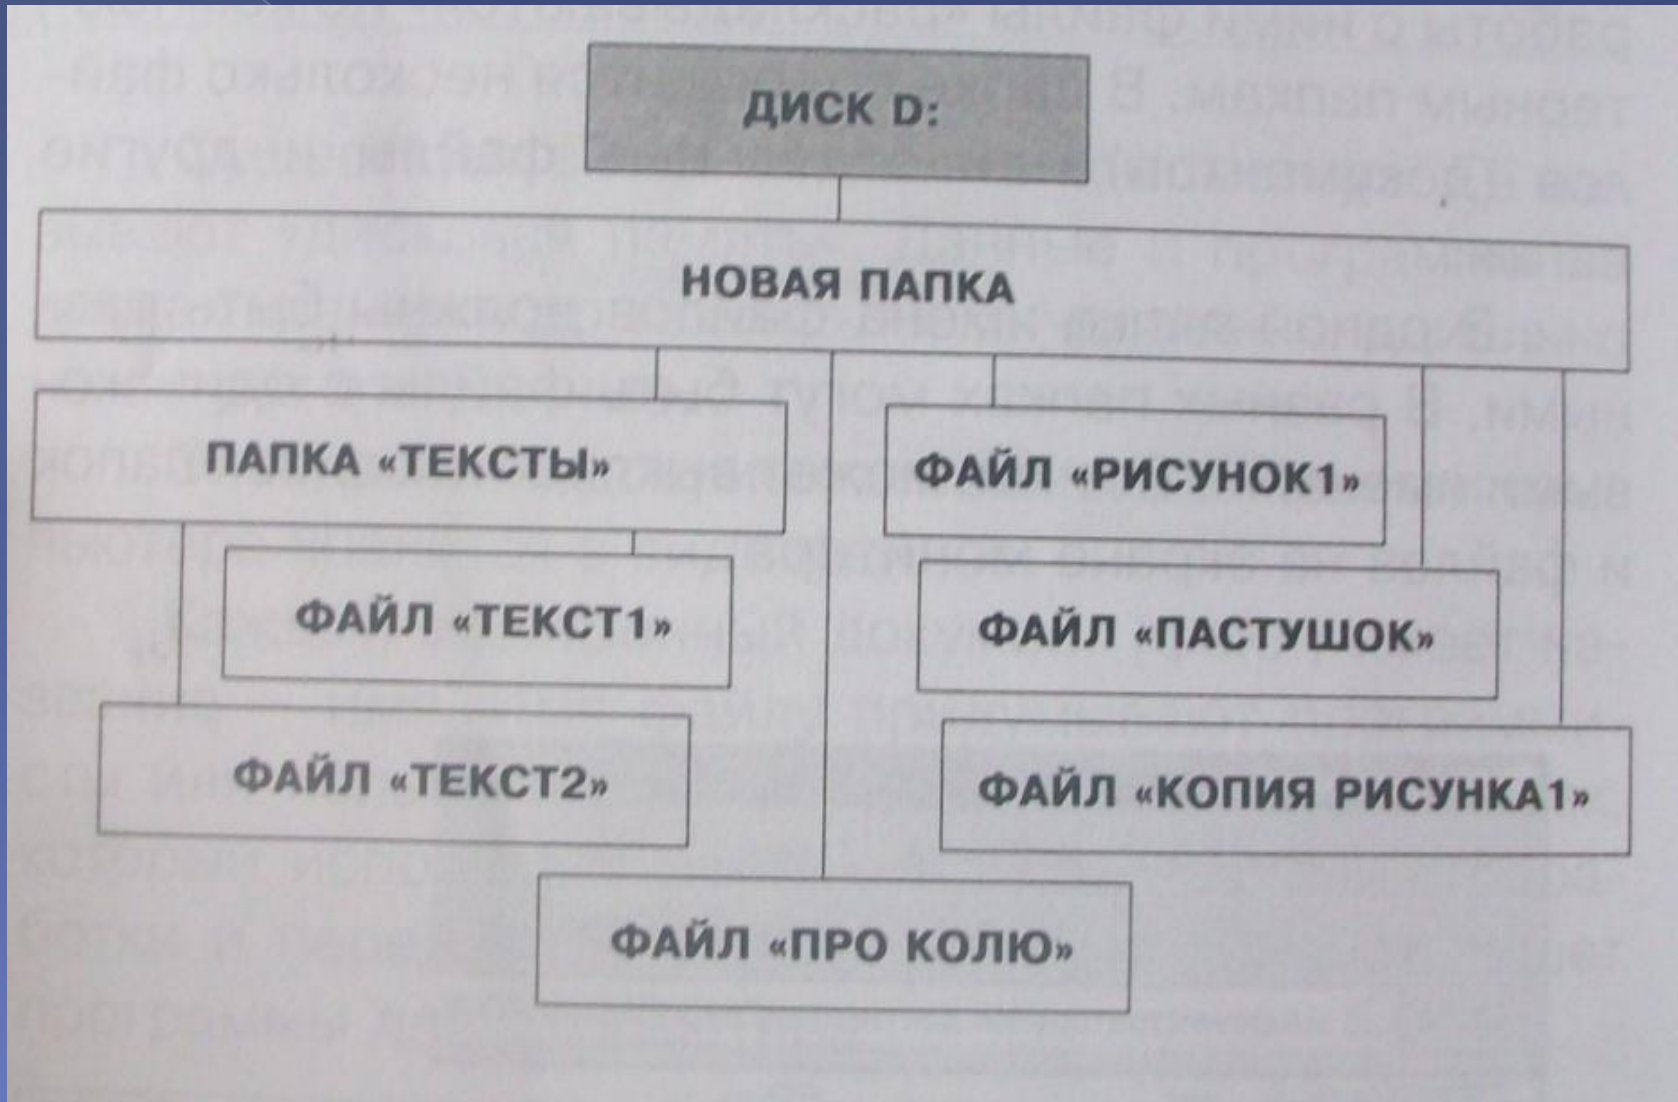 ДИСК D:
НОВАЯ ПАПКА
ПАПКА «ТЕКСТЫ»
ФАЙЛ «РИСУНОК1»
ФАЙЛ «ТЕКСТ1»
ФАЙЛ «ПАСТУШОК»
ФАЙЛ «ТЕКСТ2»
ФАЙЛ «КОПИЯ РИСУНКА1»
ФАЙЛ «ПРО КОЛЮ»